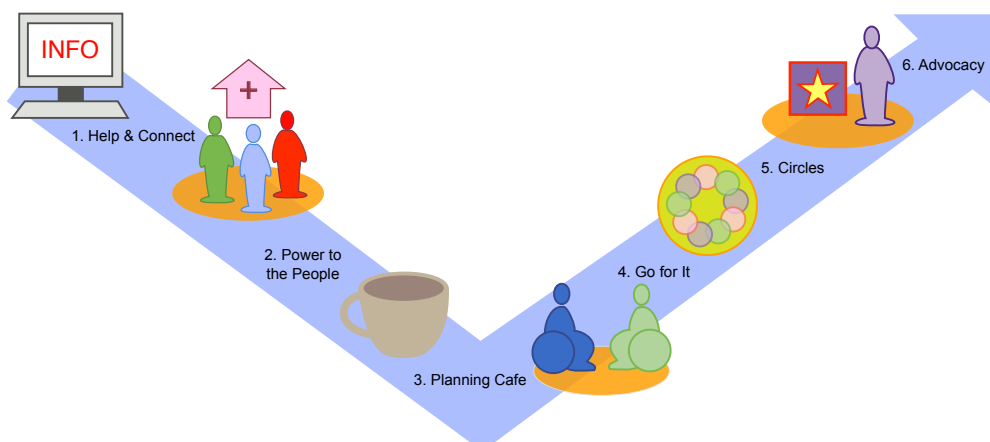 INFO
1. Help & Connect
2. Power to
the People
3. Planning Cafe
4. Go for It
5. Circles
6. Advocacy